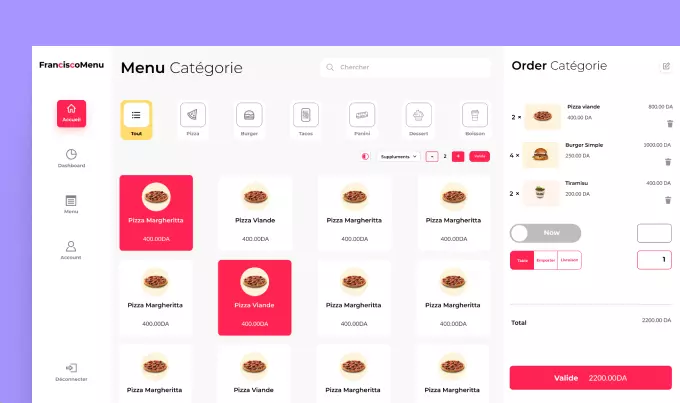 FranciscoMenu
Accueil
Dashboard
Menu
Account
Déconnecter
Menu Catégorie
Chercher
Tout
Pizza
Burger
Tacos
Panini
Dessert
Boisson
Suppluments
-
2
+
Valide
Pizza Margheritta
400.00DA
Pizza Viande
400.00DA
Pizza Margheritta
400.00DA
Pizza Margheritta
400.00DA
Pizza Margheritta
400.00DA
Pizza Viande
400.00DA
Pizza Margheritta
400.00DA
Pizza Margheritta
400.00DA
Pizza Margheritta
Pizza Viande
Pizza Margheritta
Pizza Margheritta
Order Catégorie
2 ×
Pizza viande
800.00 DA
400.00 DA
4 ×
Burger Simple
1000.00 DA
250.00 DA
2 ×
Tiramisu
400.00 DA
200.00 DA
Now
Emporter
Livraison
1
Total
2200.00 DA
Valide 2200.00DA